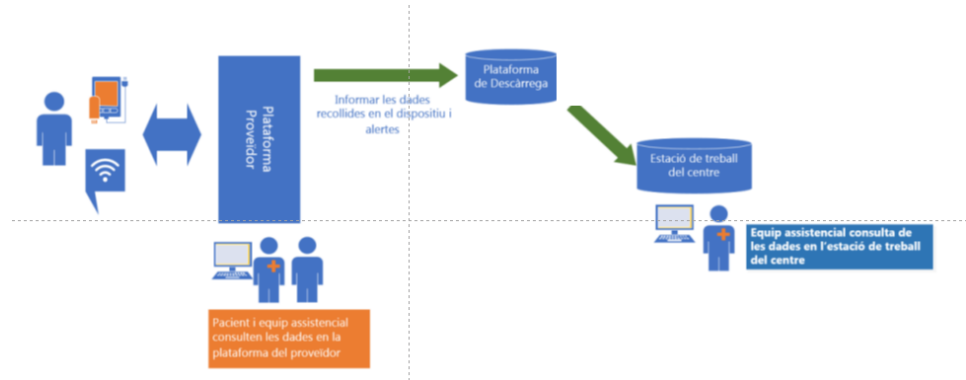 Plataforma
Proveïdor
Informar les dades
recollides en el dispositiu i
alertes
Plataforma
de Descàrrega
Estació de treball
del centre
Equip assistencial consulta de
les dades en l'estació de treball
del centre
Pacient i equip assistencial
consulten les dades en la
plataforma del proveïdor